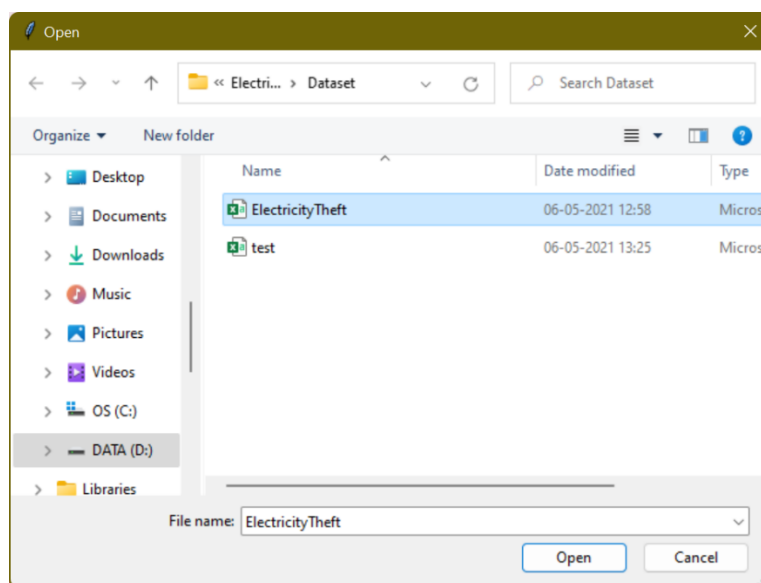 Open
« Electri... › Dataset
Search Dataset
Organize
New folder
Name
Date modified
Type
Desktop
Documents
Downloads
Music
Pictures
Videos
OS (C:)
DATA (D:)
Libraries
ElectricityTheft 06-05-2021 12:58 Micros
test 06-05-2021 13:25 Micros
File name: ElectricityTheft
Open
Cancel